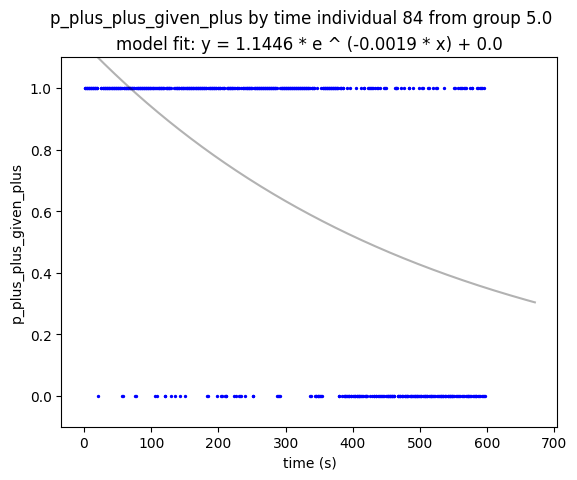 p_plus_plus_given_plus by time individual 84 from group 5.0
model fit: y = 1.1446 * e ^ (-0.0019 * x) + 0.0
p_plus_plus_given_plus
1.0
0.8
0.6
0.4
0.2
0.0
0 100 200 300 400 500 600 700
time (s)